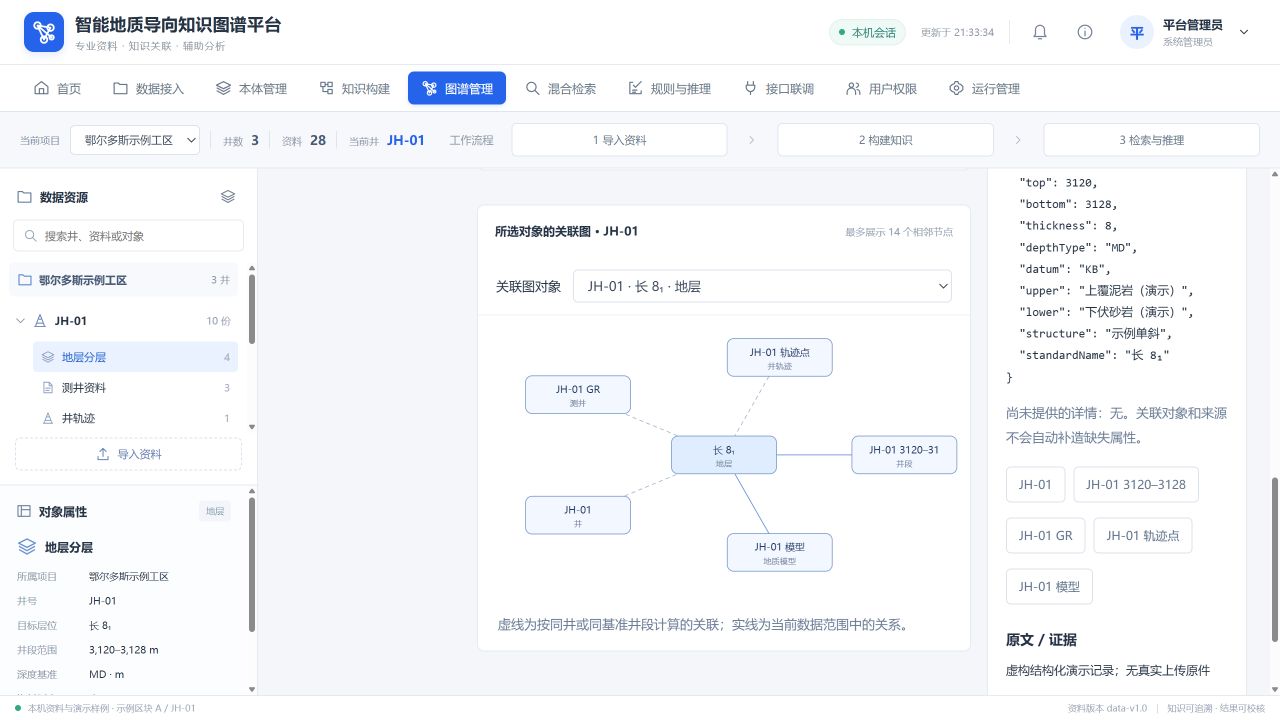 智能地质导向知识图谱平台
专业资料 · 知识关联 · 辅助分析
本机会话
更新于 21:33:34
平
平台管理员
系统管理员
首页
数据接入
本体管理
知识构建
图谱管理
混合检索
规则与推理
接口联调
用户权限
运行管理
当前项目
鄂尔多斯示例工区
井数 3
资料 28
当前井 JH-01
工作流程
1 导入资料
2 构建知识
3 检索与推理
数据资源
搜索井、资料或对象
鄂尔多斯示例工区 3 井
JH-01 10 份
地层分层 4
测井资料 3
井轨迹 1
导入资料
对象属性 地层
地层分层
所属项目 鄂尔多斯示例工区
井号 JH-01
目标层位 长 8₁
井段范围 3,120–3,128 m
深度基准 MD · m
所选对象的关联图 • JH-01
最多展示 14 个相邻节点
关联图对象
JH-01 · 长 8₁ · 地层
JH-01 轨迹点
井轨迹
JH-01 GR
测井
长 8₁
地层
JH-01 3120–31
井段
JH-01
井
JH-01 模型
地质模型
虚线为按同井或同基准井段计算的关联；实线为当前数据范围中的关系。
"top": 3120,
"bottom": 3128,
"thickness": 8,
"depthType": "MD",
"datum": "KB",
"upper": "上覆泥岩（演示）",
"lower": "下伏砂岩（演示）",
"structure": "示例单斜",
"standardName": "长 8₁"
}
尚未提供的详情：无。关联对象和来源
不会自动补造缺失属性。
JH-01
JH-01 3120–3128
JH-01 GR
JH-01 轨迹点
JH-01 模型
原文 / 证据
虚构结构化演示记录；无真实上传原件
本机资料与演示样例 · 示例区块 A / JH-01
资料版本 data-v1.0
知识可追溯 · 结果可校核